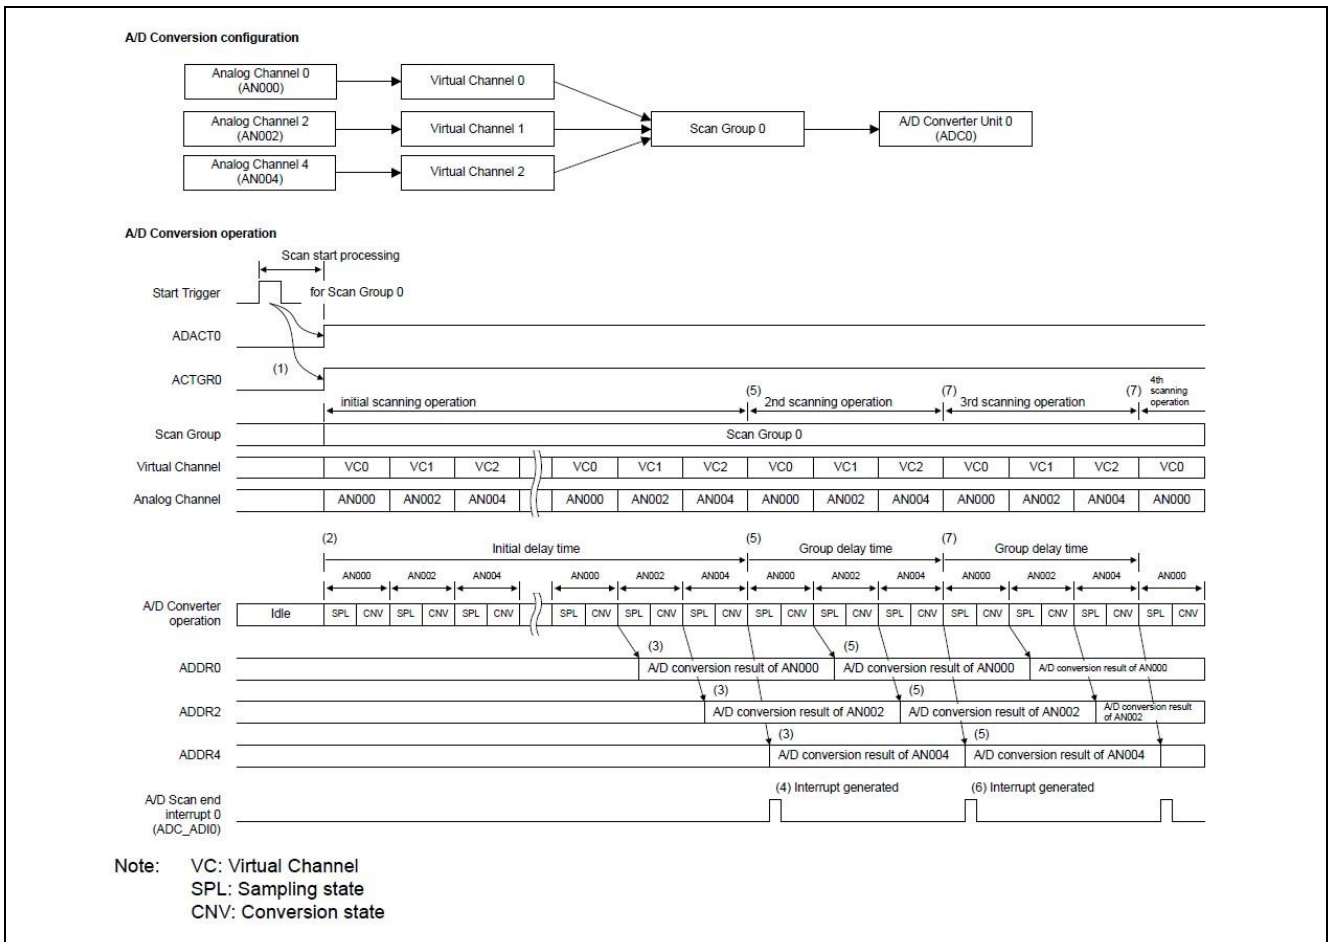 A/D Conversion configuration
Analog Channel 0
(AN000)
Virtual Channel 0
Analog Channel 2
(AN002)
Virtual Channel 1
Scan Group 0
A/D Converter Unit 0
(ADC0)
Analog Channel 4
(AN004)
Virtual Channel 2
A/D Conversion operation
Scan start processing
Start Trigger
for Scan Group 0
ADACT0
(1)
ACTGR0
initial scanning operation
(5)
2nd scanning operation
(7)
3rd scanning operation
(7)
4th
scanning
operation
Scan Group
Scan Group 0
Virtual Channel
VC0 VC1 VC2 VC0 VC1 VC2 VC0 VC1 VC2 VC0 VC1 VC2 VC0
Analog Channel
AN000 AN002 AN004 AN000 AN002 AN004 AN000 AN002 AN004 AN000 AN002 AN004 AN000
(2)
Initial delay time
(5)
Group delay time
(7)
Group delay time
AN000 AN002 AN004 AN000 AN002 AN004 AN000 AN002 AN004 AN000 AN002 AN004 AN000
A/D Converter
operation
Idle SPL CNV SPL CNV SPL CNV SPL CNV SPL CNV SPL CNV SPL CNV SPL CNV SPL CNV SPL CNV SPL CNV SPL CNV SPL CNV
(3)
(5)
ADDR0
A/D conversion result of AN000
A/D conversion result of AN000
A/D conversion result of AN000
(3)
(5)
ADDR2
A/D conversion result of AN002
A/D conversion result of AN002
A/D conversion result
of AN002
(3)
(5)
ADDR4
A/D conversion result of AN004
A/D conversion result of AN004
(4) Interrupt generated
(6) Interrupt generated
A/D Scan end
interrupt 0
(ADC_ADI0)
Note: VC: Virtual Channel
SPL: Sampling state
CNV: Conversion state